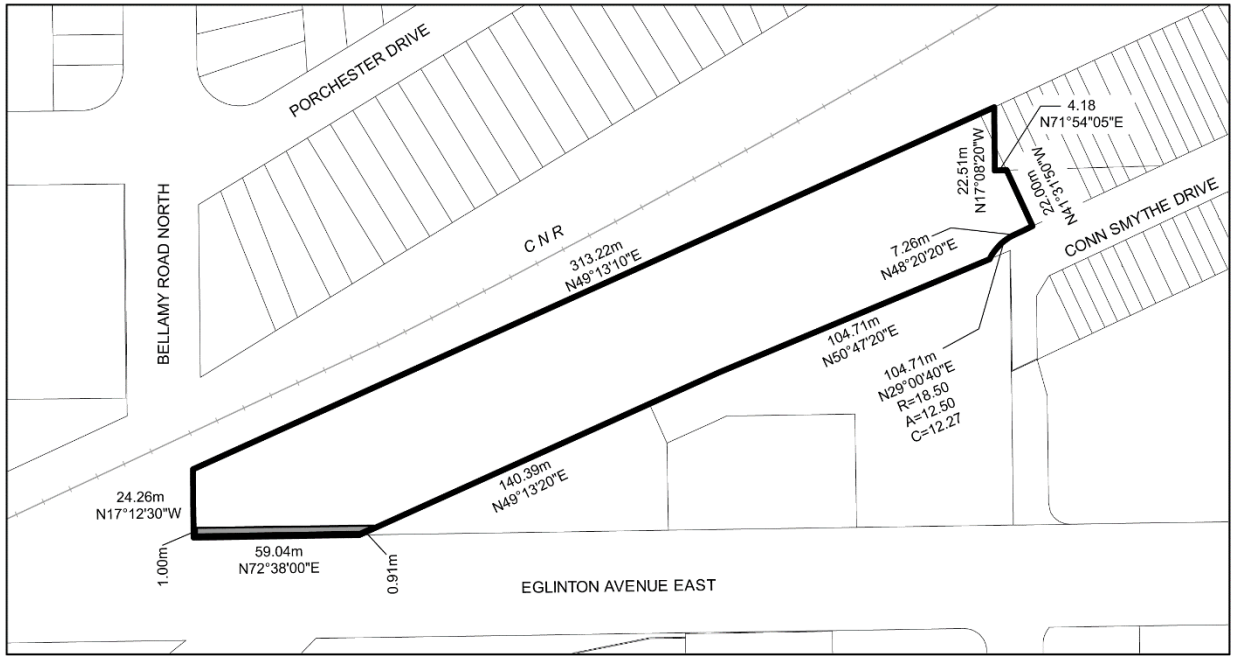 PORCHESTER DRIVE
4.18
N71°54'05"E
22.51m
N17°08'20"W
22.00m
N41°31'50"W
CONN SMYTHE DRIVE
BELLAMY ROAD NORTH
C N R
313.22m
N49°13'10"E
7.26m
N48°20'20"E
104.71m
N50°47'20"E
104.71m
N29°00'40"E
R=18.50
A=12.50
C=12.27
140.39m
N49°13'20"E
24.26m
N17°12'30"W
1.00m
59.04m
N72°38'00"E
0.91m
EGLINTON AVENUE EAST